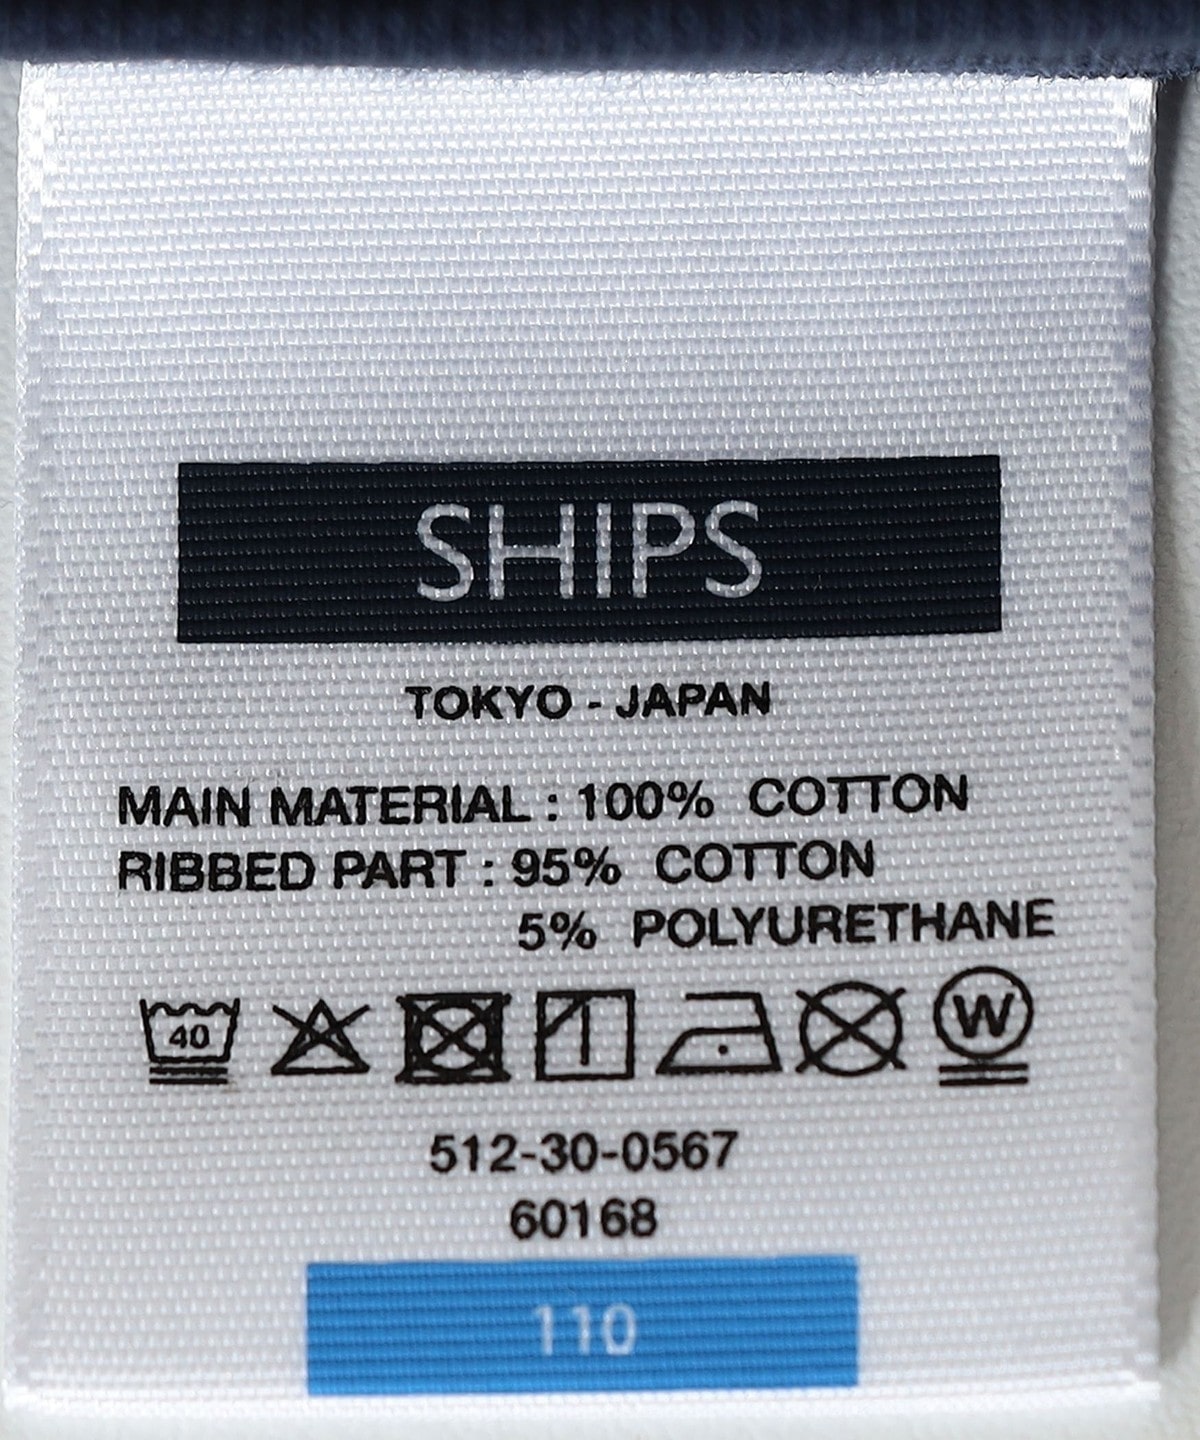 SHIPS
TOKYO - JAPAN
MAIN MATERIAL : 100% COTTON
RIBBED PART : 95% COTTON
5% POLYURETHANE
40
W
512-30-0567
60168
110